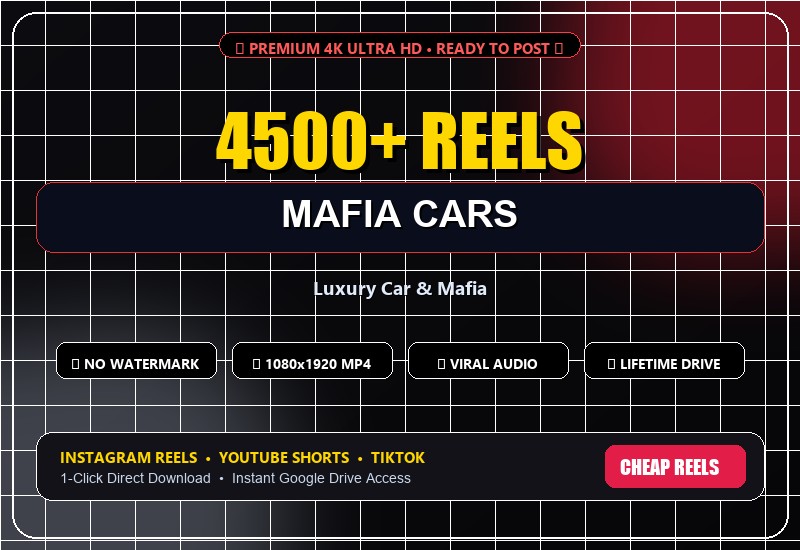 PREMIUM 4K ULTRA HD • READY TO POST
4500+ REELS
MAFIA CARS
Luxury Car & Mafia
NO WATERMARK
1080x1920 MP4
VIRAL AUDIO
LIFETIME DRIVE
INSTAGRAM REELS • YOUTUBE SHORTS • TIKTOK
1-Click Direct Download • Instant Google Drive Access
CHEAP REELS